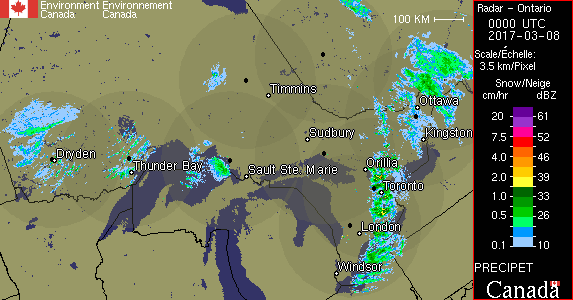 Environment Environnement
Canada Canada
100 KM
Timmins
Ottawa
Sudbury
Kingston
Dryden
Thunder Bay
Sault Ste. Marie
Orillia
Toronto
London
Windsor
Radar - Ontario
0000 UTC
2017-03-08
Scale/Échelle:
3.5 km/Pixel
Snow/Neige
cm/hr dBZ
20 61
7.5 52
4.0 46
2.0 39
1.0 33
0.5 26
0.1 10
PRECIPET
Canada